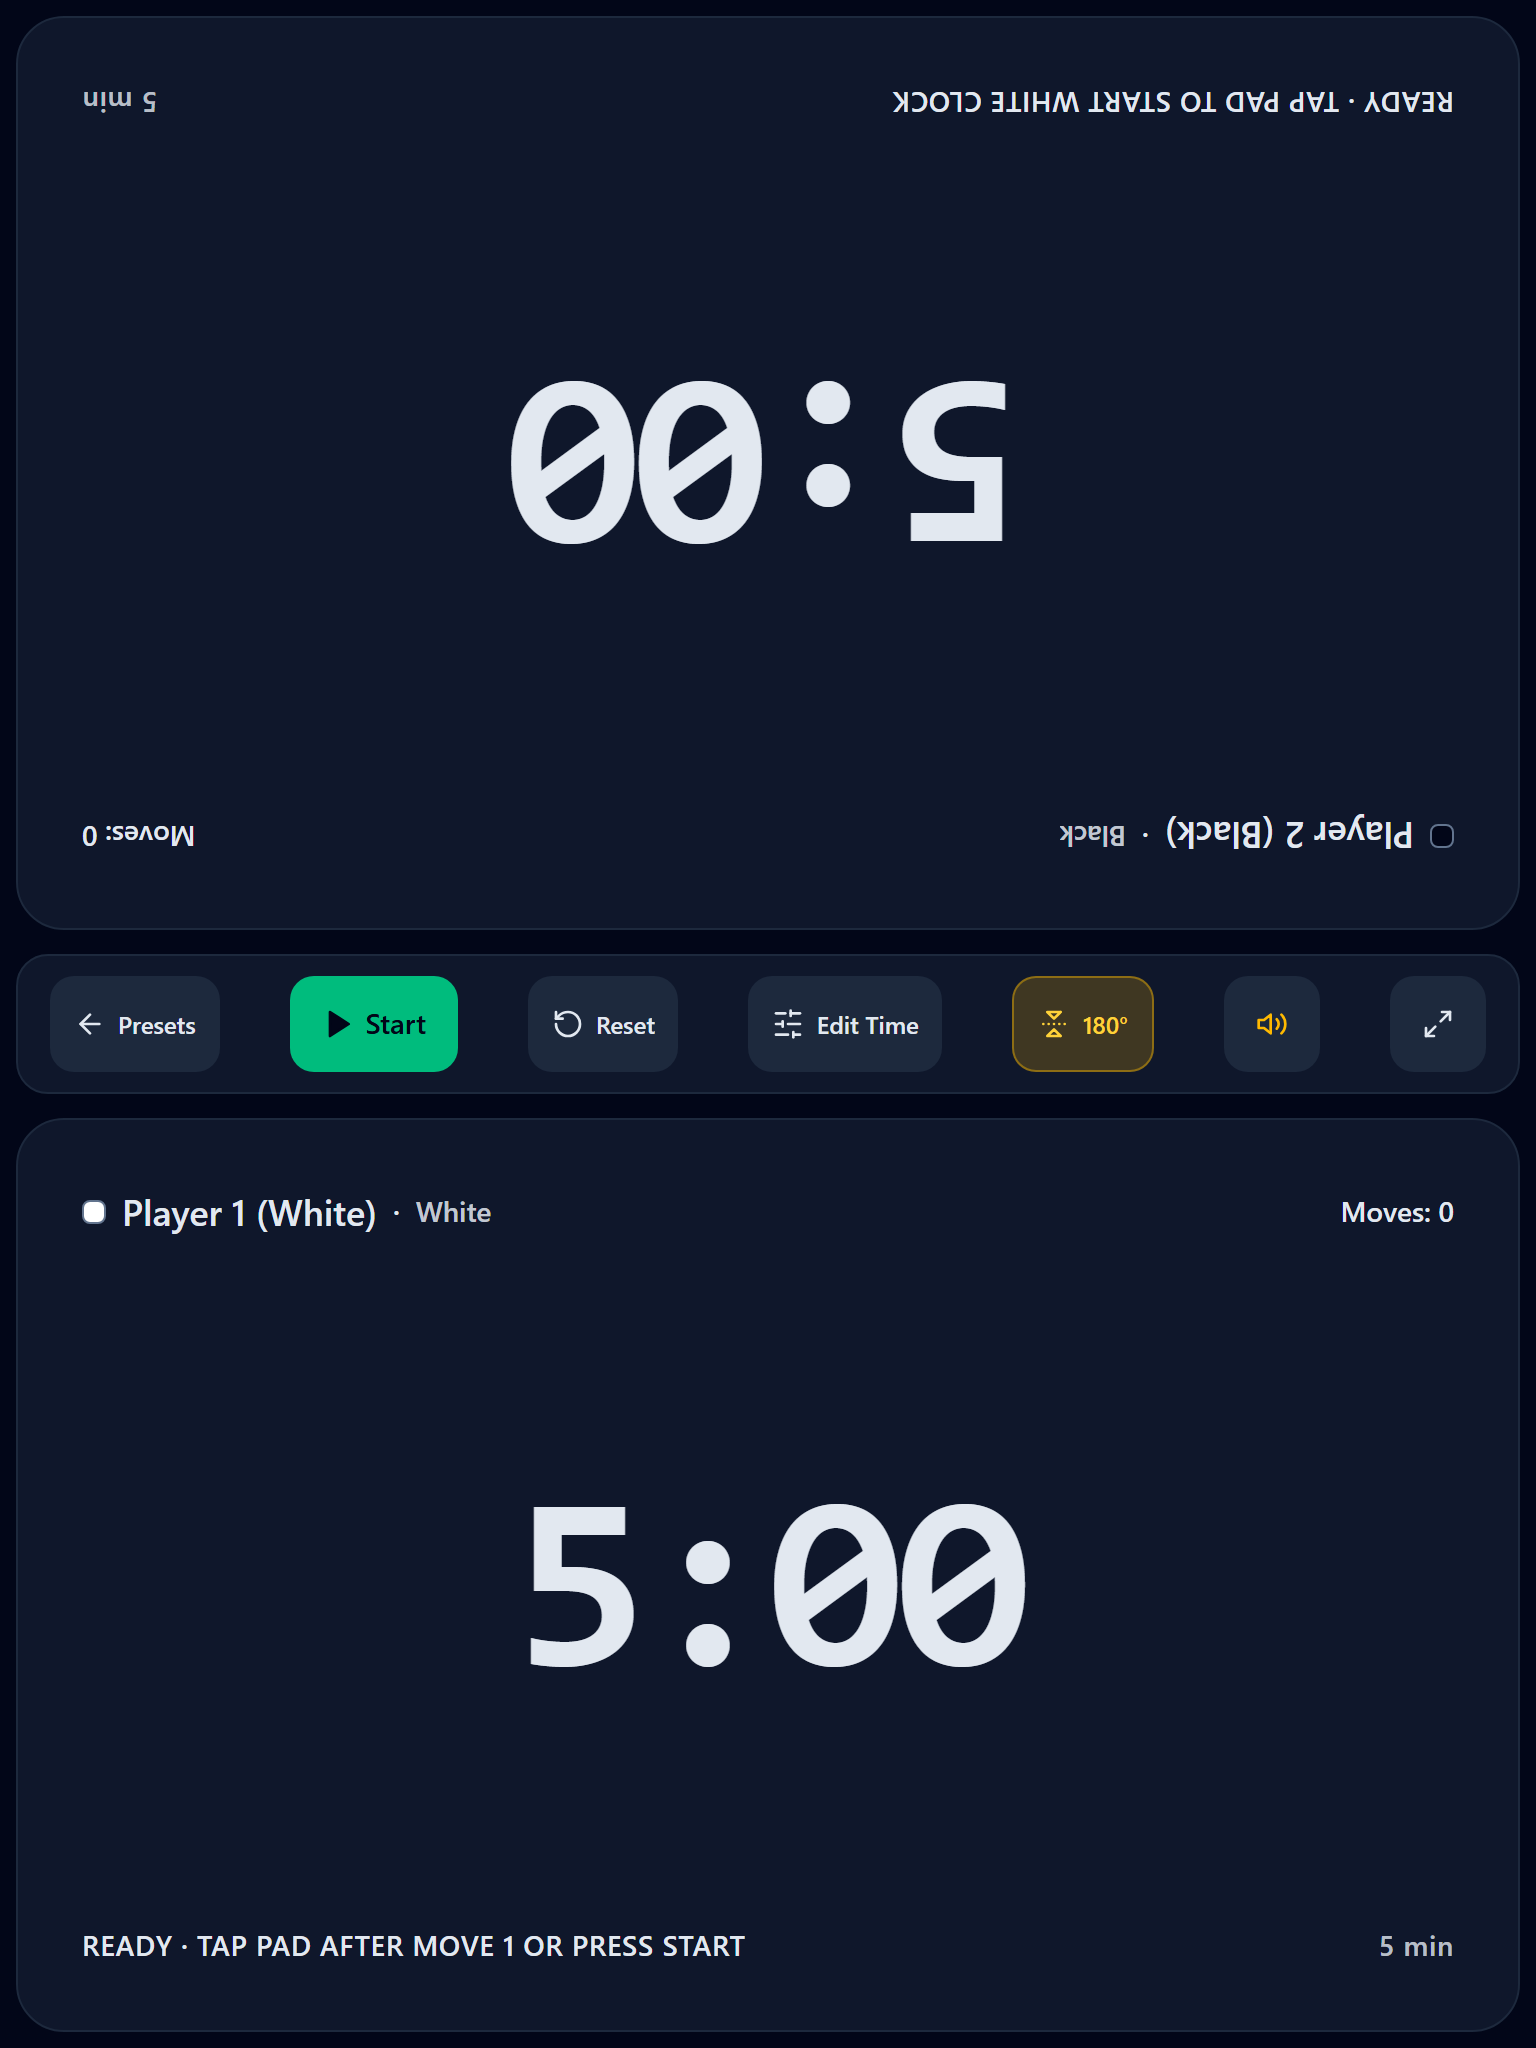 READY · TAP PAD TO START WHITE CLOCK
5 min
5:00
Player 2 (Black) · Black
Moves: 0
Presets
Start
Reset
Edit Time
180°
Player 1 (White) · White
Moves: 0
5:00
READY · TAP PAD AFTER MOVE 1 OR PRESS START
5 min